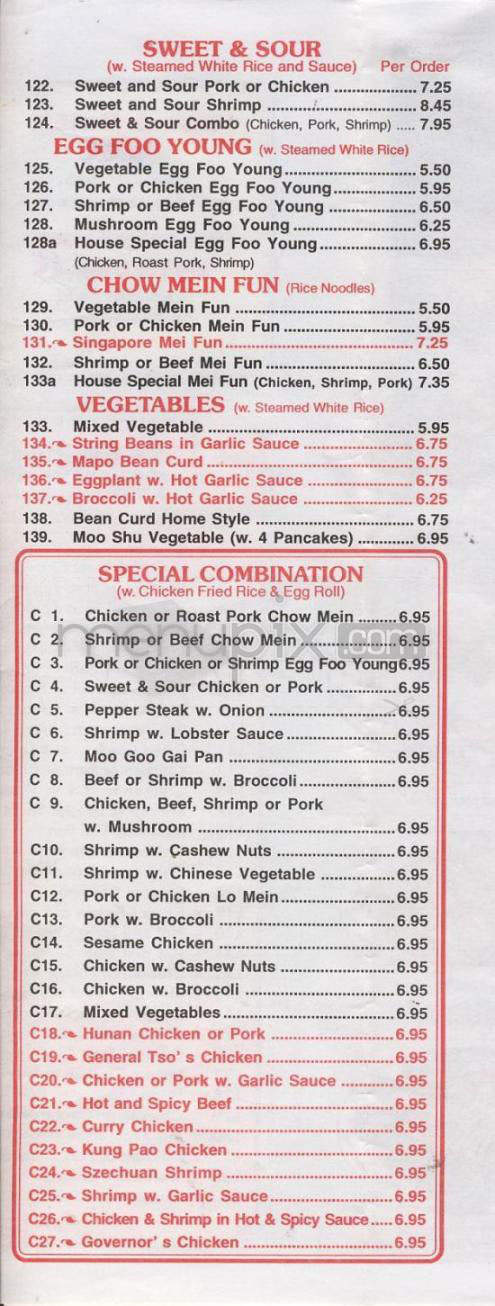 SWEET & SOUR
(w. Steamed White Rice and Sauce) Per Order
122. Sweet and Sour Pork or Chicken .................... 7.25
123. Sweet and Sour Shrimp .................................... 8.45
124. Sweet & Sour Combo (Chicken, Pork, Shrimp) ..... 7.95
EGG FOO YOUNG (w. Steamed White Rice)
125. Vegetable Egg Foo Young................................ 5.50
126. Pork or Chicken Egg Foo Young.................... 5.95
127. Shrimp or Beef Egg Foo Young ..................... 6.50
128. Mushroom Egg Foo Young .............................. 6.25
128a House Special Egg Foo Young....................... 6.95
(Chicken, Roast Pork, Shrimp)
CHOW MEIN FUN (Rice Noodles)
129. Vegetable Mein Fun ............................................ 5.50
130. Pork or Chicken Mein Fun ................................ 5.95
131. Singapore Mei Fun.............................................. 7.25
132. Shrimp or Beef Mei Fun .................................... 6.50
133a House Special Mei Fun (Chicken, Shrimp, Pork) 7.35
VEGETABLES (w. Steamed White Rice)
133. Mixed Vegetable .................................................. 5.95
134. String Beans in Garlic Sauce .......................... 6.75
135. Mapo Bean Curd .................................................. 6.75
136. Eggplant w. Hot Garlic Sauce .......................... 6.75
137. Broccoli w. Hot Garlic Sauce .......................... 6.25
138. Bean Curd Home Style ...................................... 6.75
139. Moo Shu Vegetable (w. 4 Pancakes) ............. 6.95
SPECIAL COMBINATION
(w. Chicken Fried Rice & Egg Roll)
C 1. Chicken or Roast Pork Chow Mein .........6.95
C 2. Shrimp or Beef Chow Mein .......................6.95
C 3. Pork or Chicken or Shrimp Egg Foo Young6.95
C 4. Sweet & Sour Chicken or Pork .................6.95
C 5. Pepper Steak w. Onion ...............................6.95
C 6. Shrimp w. Lobster Sauce...........................6.95
C 7. Moo Goo Gai Pan ........................................6.95
C 8. Beef or Shrimp w. Broccoli.......................6.95
C 9. Chicken, Beef, Shrimp or Pork
w. Mushroom ................................................6.95
C10. Shrimp w. Cashew Nuts .............................6.95
C11. Shrimp w. Chinese Vegetable ..................6.95
C12. Pork or Chicken Lo Mein...........................6.95
C13. Pork w. Broccoli ...........................................6.95
C14. Sesame Chicken ...........................................6.95
C15. Chicken w. Cashew Nuts ...........................6.95
C16. Chicken w. Broccoli ....................................6.95
C17. Mixed Vegetables..........................................6.95
C18. Hunan Chicken or Pork ..............................6.95
C19. General Tso' s Chicken ...............................6.95
C20. Chicken or Pork w. Garlic Sauce ............6.95
C21. Hot and Spicy Beef ......................................6.95
C22. Curry Chicken................................................6.95
C23. Kung Pao Chicken ........................................6.95
C24. Szechuan Shrimp .........................................6.95
C25. Shrimp w. Garlic Sauce..............................6.95
C26. Chicken & Shrimp in Hot & Spicy Sauce.....6.95
C27. Governor' s Chicken ....................................6.95
menupix.com